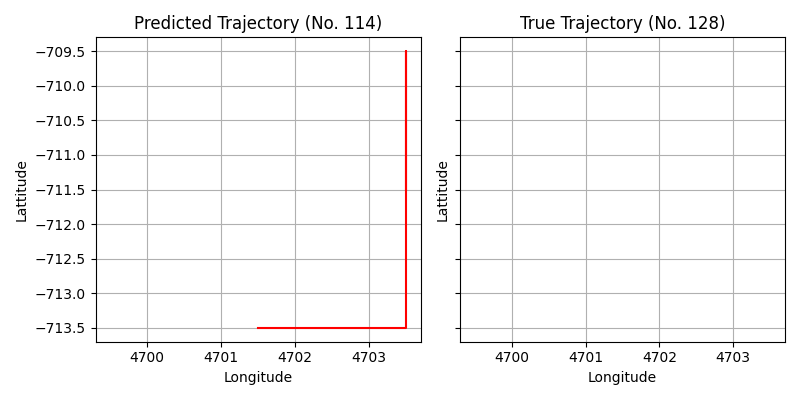 Predicted Trajectory (No. 114)
True Trajectory (No. 128)
−709.5
−710.0
−710.5
−711.0
−711.5
−712.0
−712.5
−713.0
−713.5
Lattitude
Lattitude
4700 4701 4702 4703
4700 4701 4702 4703
Longitude
Longitude